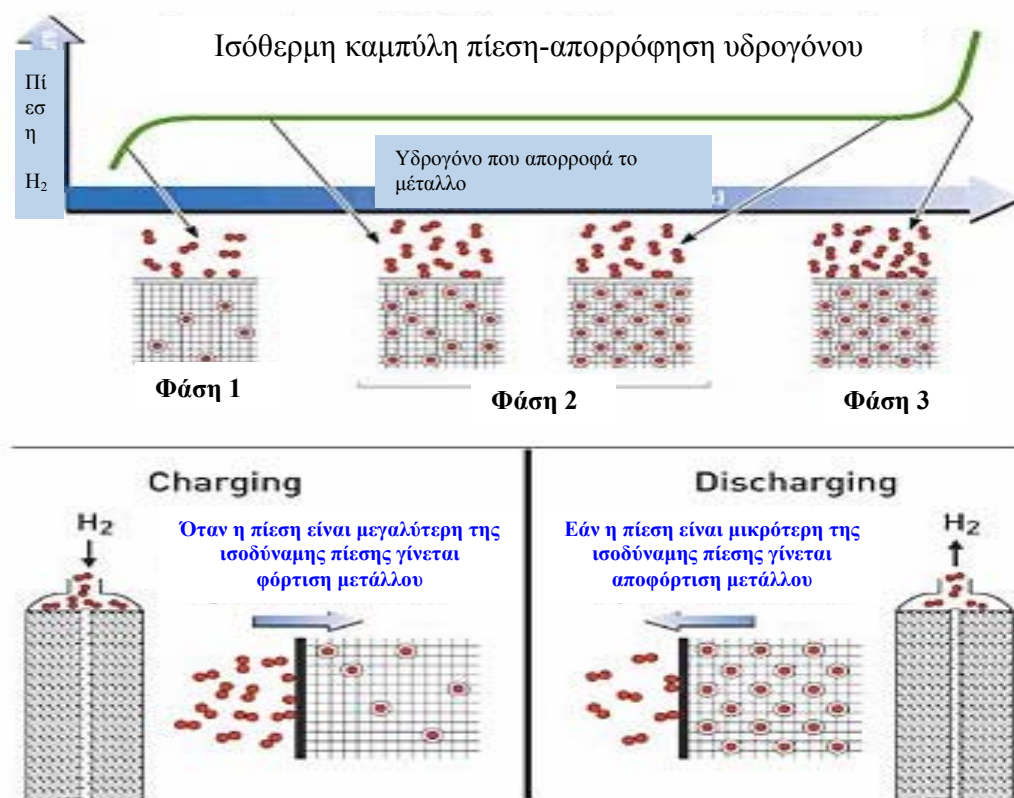 Ισόθερμη καμπύλη πίεση-απορρόφηση υδρογόνου
Πί
εσ
η
H2
Υδρογόνο που απορροφά το
μέταλλο
Φάση 1
Φάση 2
Φάση 3
Charging
H2
Όταν η πίεση είναι μεγαλύτερη της
ισοδύναμης πίεσης γίνεται
φόρτιση μετάλλου
Discharging
H2
Εάν η πίεση είναι μικρότερη της
ισοδύναμης πίεσης γίνεται
αποφόρτιση μετάλλου